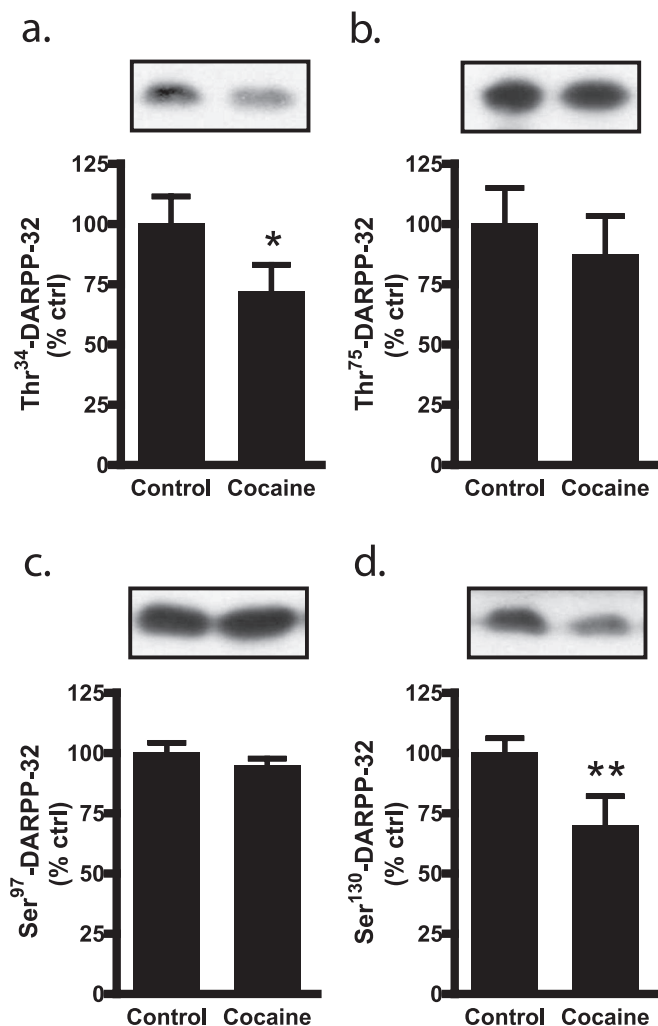 a.
125
100
75
50
25
0
Thr³⁴-DARPP-32
(% ctrl)
*
Control Cocaine
b.
125
100
75
50
25
0
Thr⁷⁵-DARPP-32
(% ctrl)
Control Cocaine
c.
125
100
75
50
25
0
Ser⁹⁷-DARPP-32
(% ctrl)
Control Cocaine
d.
125
100
75
50
25
0
Ser¹³⁰-DARPP-32
(% ctrl)
**
Control Cocaine